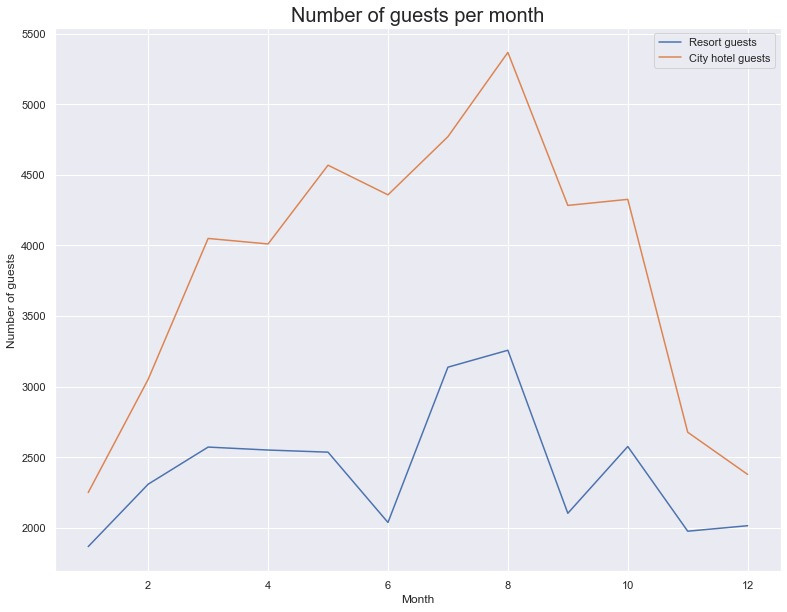 Number of guests per month
Resort guests
City hotel guests
5500
5000
4500
4000
3500
3000
2500
2000
Number of guests
2 4 6 8 10 12
Month